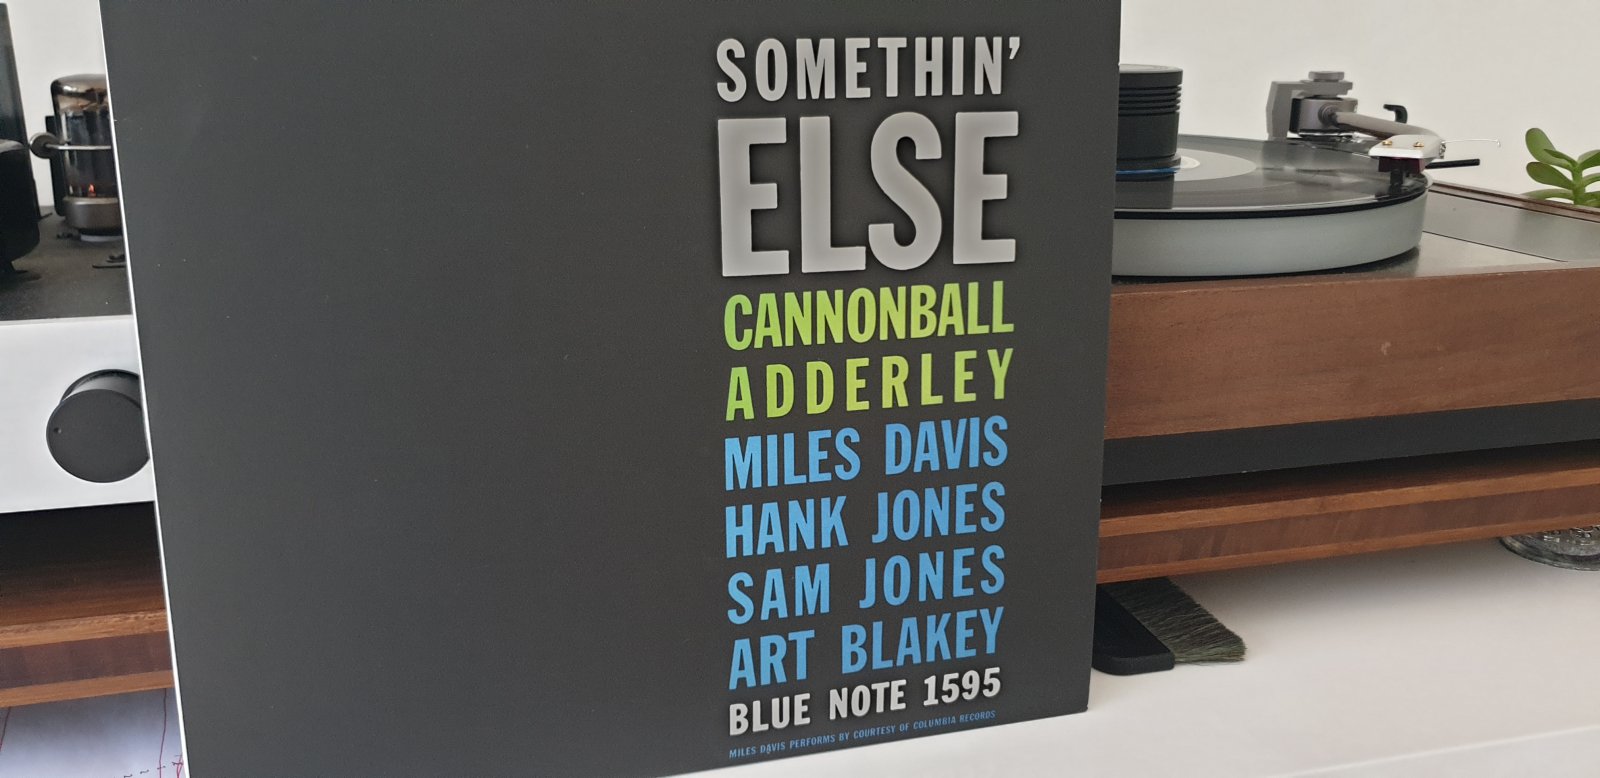 SOMETHIN'
ELSE
CANNONBALL
ADDERLEY
MILES DAVIS
HANK JONES
SAM JONES
ART BLAKEY
BLUE NOTE 1595
MILES DAVIS PERFORMS BY COURTESY OF COLUMBIA RECORDS